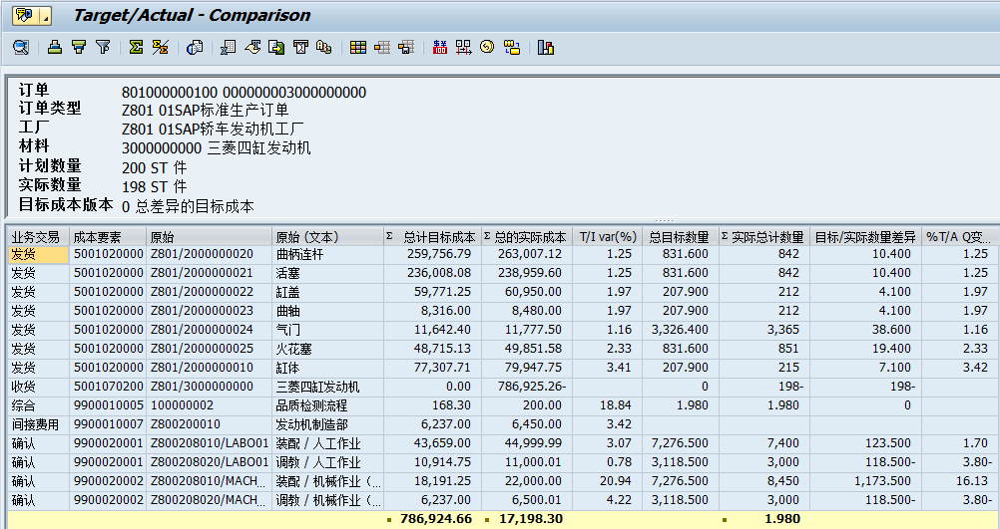 Target/Actual - Comparison
订单 801000000100 000000003000000000
订单类型 Z801 01SAP标准生产订单
工厂 Z801 01SAP轿车发动机工厂
材料 3000000000 三菱四缸发动机
计划数量 200 ST 件
实际数量 198 ST 件
目标成本版本 0 总差异的目标成本
业务交易 成本要素 原始 原始 (文本) Σ 总计目标成本 Σ 总的实际成本 T/I var(%) 总目标数量 Σ 实际总计数量 目标/实际数量差异 %T/A Q变...
发货 5001020000 Z801/2000000020 曲柄连杆 259,756.79 263,007.12 1.25 831.600 842 10.400 1.25
发货 5001020000 Z801/2000000021 活塞 236,008.08 238,959.60 1.25 831.600 842 10.400 1.25
发货 5001020000 Z801/2000000022 缸盖 59,771.25 60,950.00 1.97 207.900 212 4.100 1.97
发货 5001020000 Z801/2000000023 曲轴 8,316.00 8,480.00 1.97 207.900 212 4.100 1.97
发货 5001020000 Z801/2000000024 气门 11,642.40 11,777.50 1.16 3,326.400 3,365 38.600 1.16
发货 5001020000 Z801/2000000025 火花塞 48,715.13 49,851.58 2.33 831.600 851 19.400 2.33
发货 5001020000 Z801/2000000010 缸体 77,307.71 79,947.75 3.41 207.900 215 7.100 3.42
收货 5001070200 Z801/3000000000 三菱四缸发动机 0.00 786,925.26- 0 198- 198-
综合 9900010005 100000002 品质检测流程 168.30 200.00 18.84 1.980 1.980 0
间接费用 9900010007 Z800200010 发动机制造部 6,237.00 6,450.00 3.42
确认 9900020001 Z800208010/LABO01 装配 / 人工作业 43,659.00 44,999.99 3.07 7,276.500 7,400 123.500 1.70
确认 9900020001 Z800208020/LABO01 调教 / 人工作业 10,914.75 11,000.01 0.78 3,118.500 3,000 118.500- 3.80-
确认 9900020002 Z800208010/MACH... 装配 / 机械作业 (... 18,191.25 22,000.00 20.94 7,276.500 8,450 1,173.500 16.13
确认 9900020002 Z800208020/MACH... 调教 / 机械作业 (... 6,237.00 6,500.01 4.22 3,118.500 3,000 118.500- 3.80-
786,924.66 17,198.30 1.980